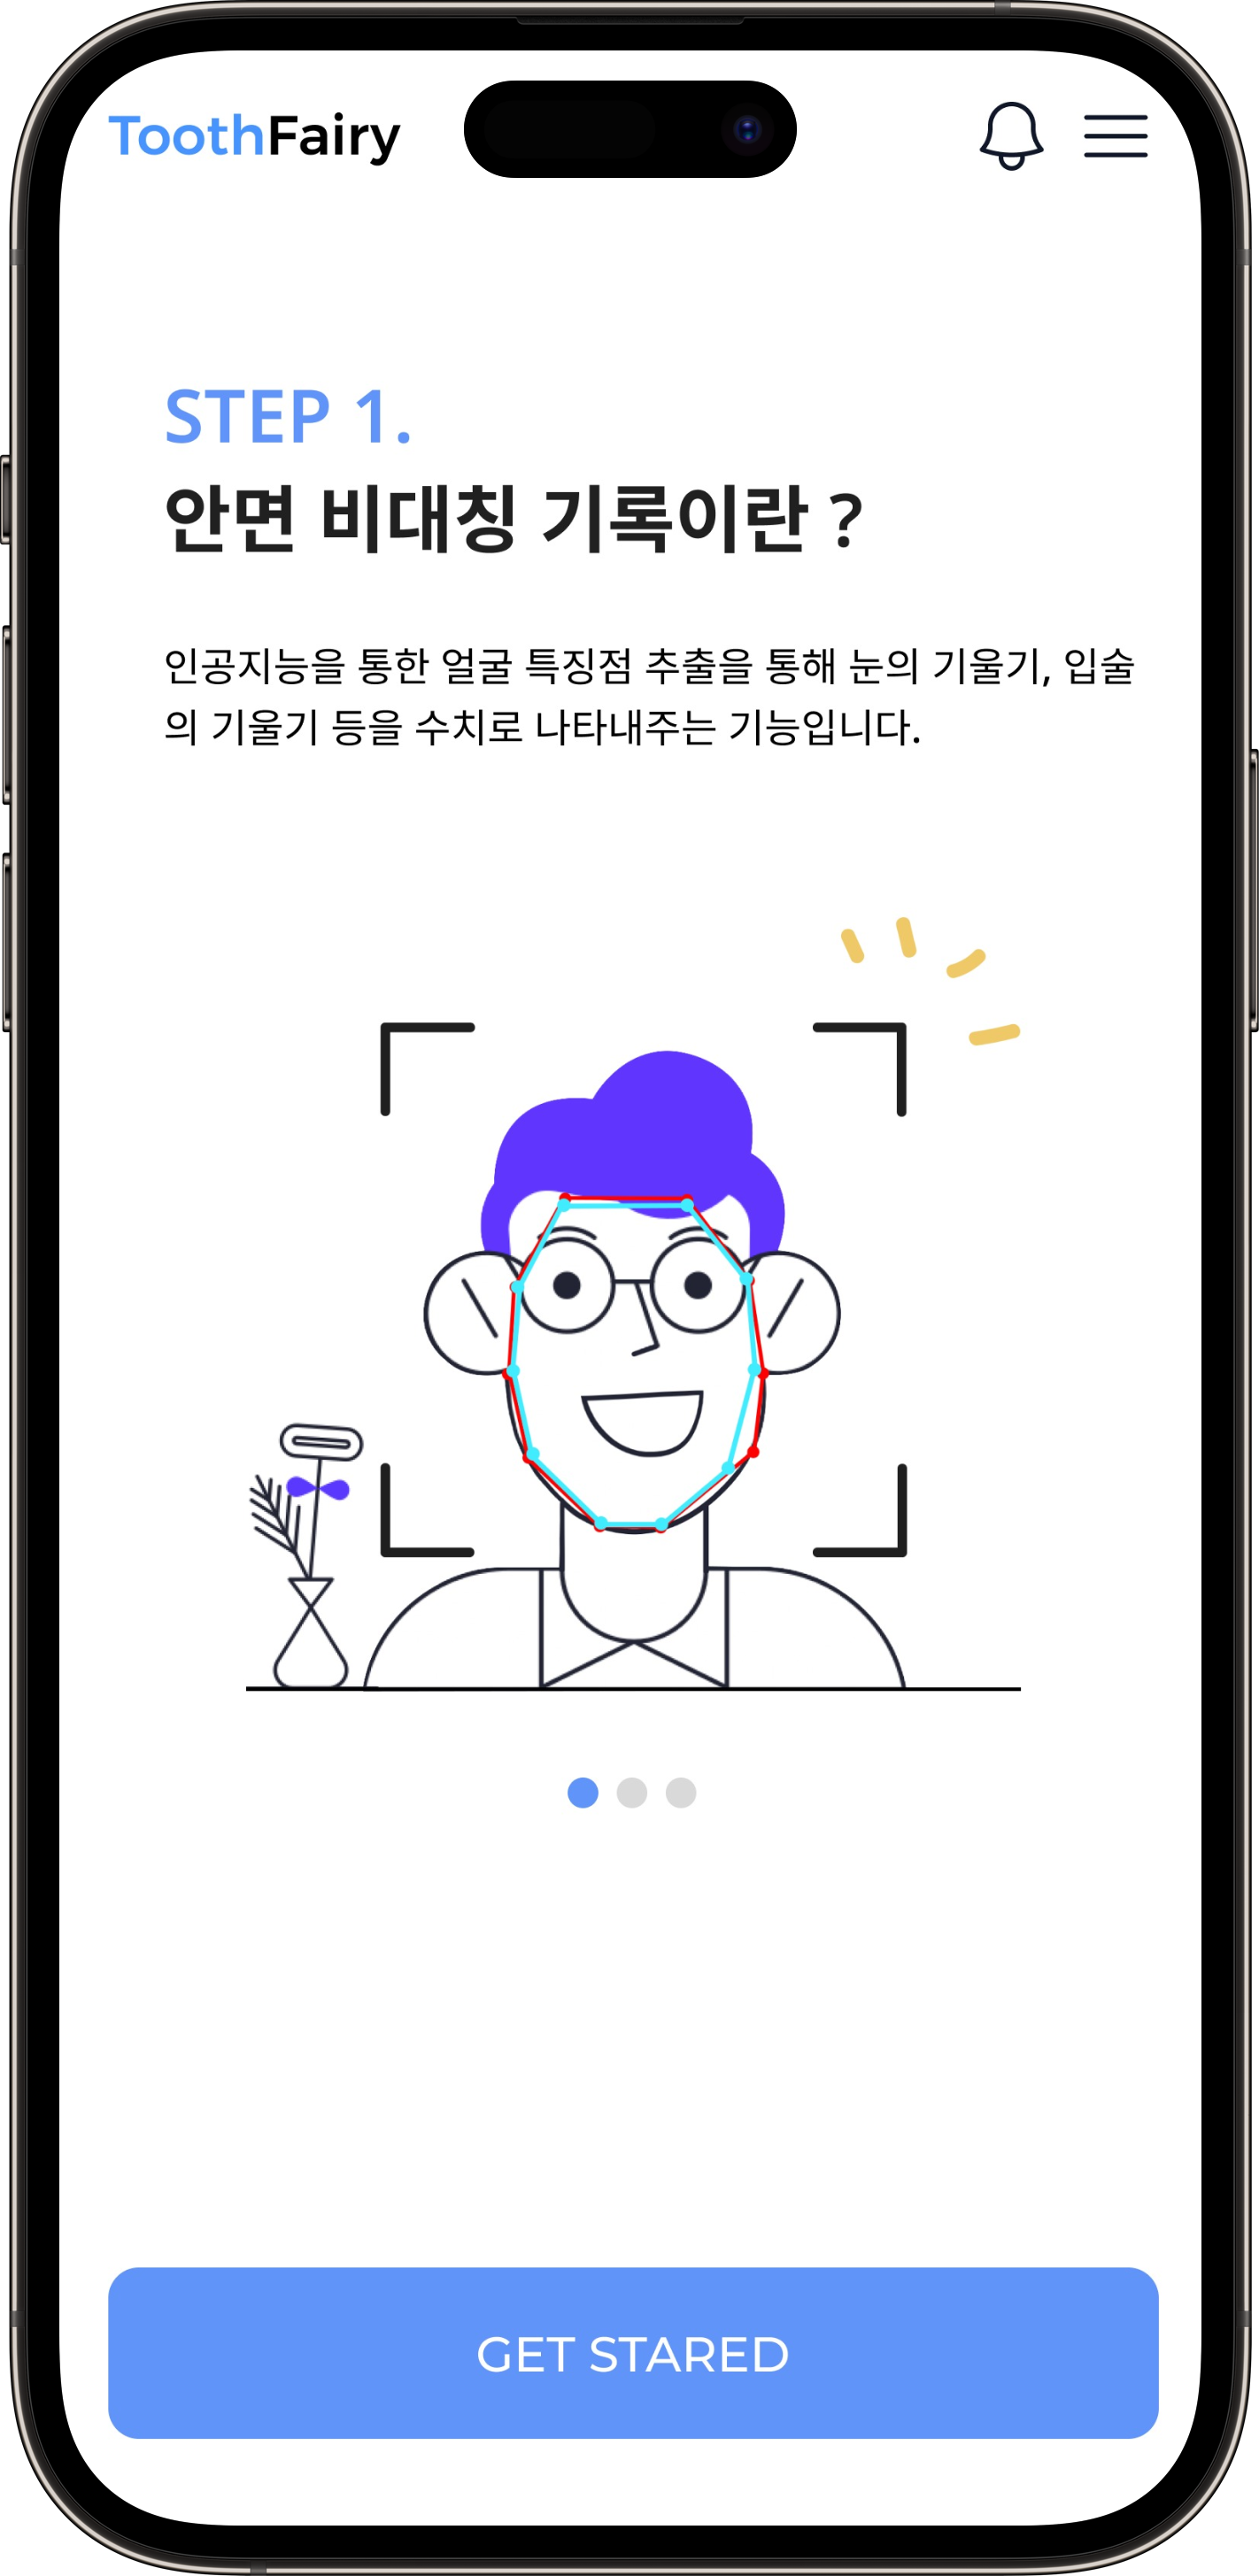 ToothFairy
STEP 1.
안면 비대칭 기록이란 ?
인공지능을 통한 얼굴 특징점 추출을 통해 눈의 기울기, 입술
의 기울기 등을 수치로 나타내주는 기능입니다.
GET STARED